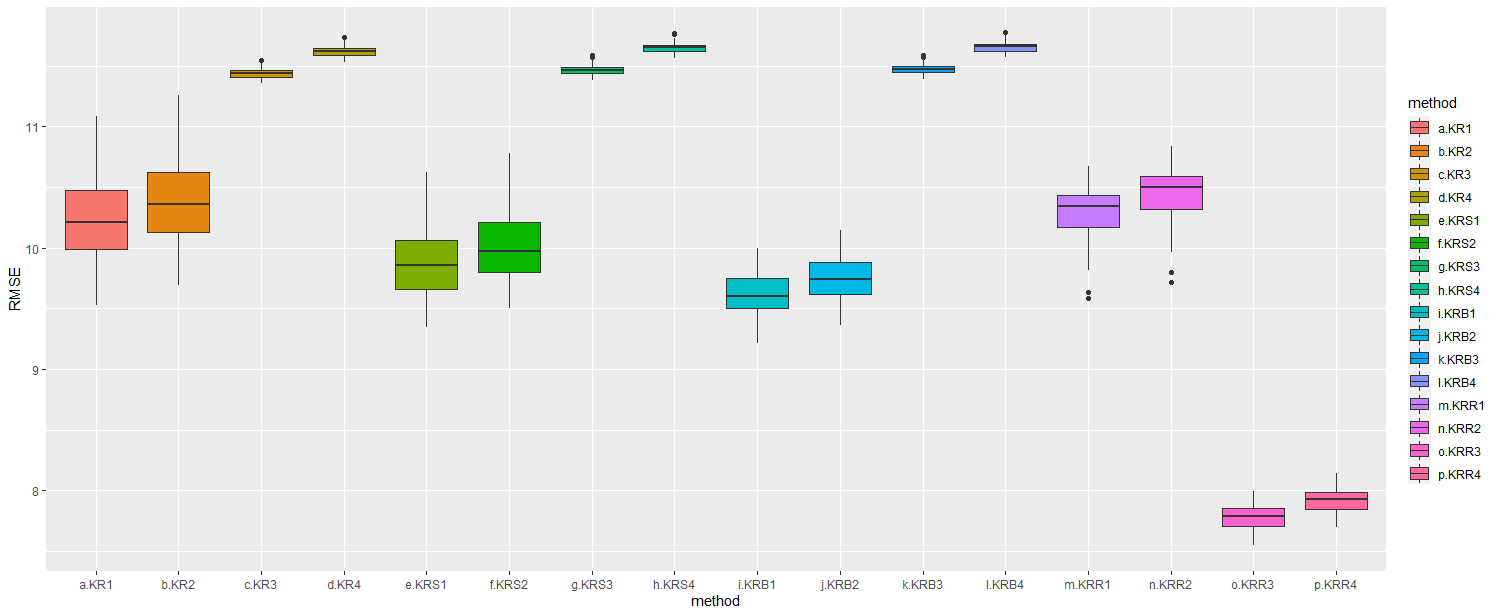 RMSE
11
10
9
8
a.KR1 b.KR2 c.KR3 d.KR4 e.KRS1 f.KRS2 g.KRS3 h.KRS4 i.KRB1 j.KRB2 k.KRB3 l.KRB4 m.KRR1 n.KRR2 o.KRR3 p.KRR4
method
method
a.KR1
b.KR2
c.KR3
d.KR4
e.KRS1
f.KRS2
g.KRS3
h.KRS4
i.KRB1
j.KRB2
k.KRB3
l.KRB4
m.KRR1
n.KRR2
o.KRR3
p.KRR4